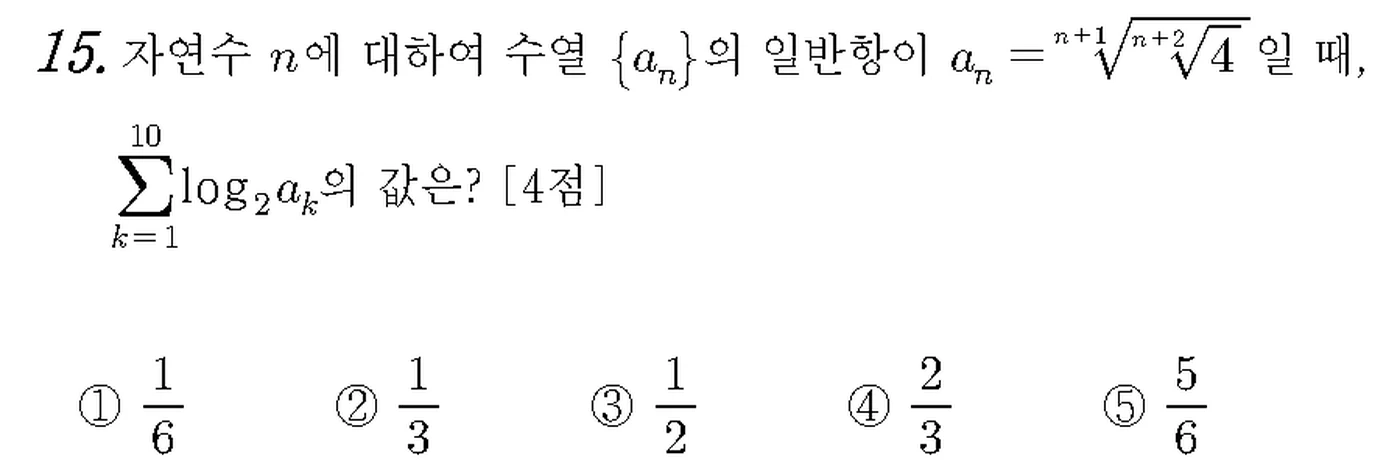 15. 자연수 n에 대하여 수열 {aₙ}의 일반항이 aₙ = ⁿ⁺¹√(ⁿ⁺²√4) 일 때,
∑_{k=1}^{10} log₂aₖ의 값은? [4점]
① 1/6 ② 1/3 ③ 1/2 ④ 2/3 ⑤ 5/6